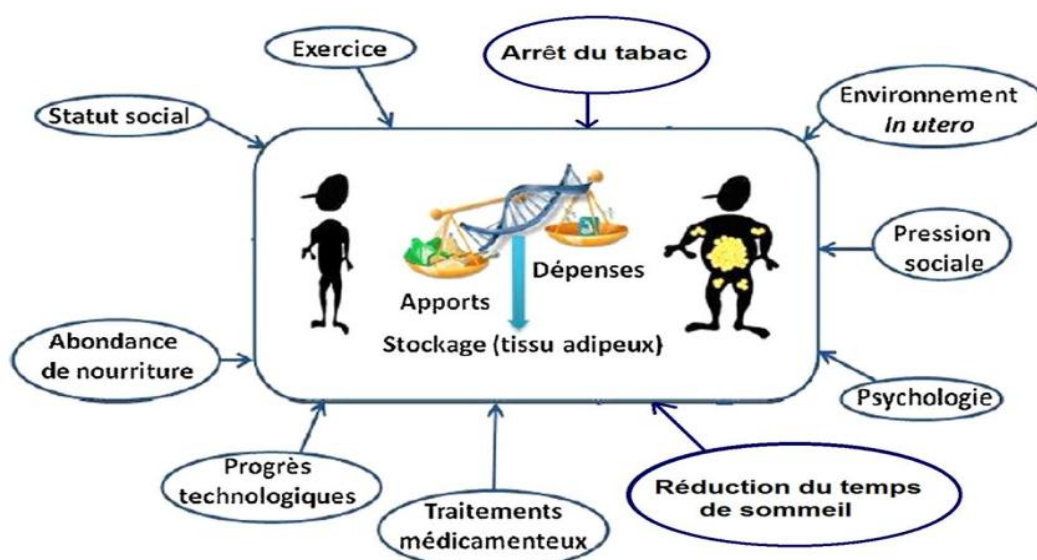 Exercice
Arrêt du tabac
Statut social
Environnement
In utero
Pression
sociale
Dépenses
Apports
Stockage (tissu adipeux)
Abondance
de nourriture
Psychologie
Progrès
technologiques
Traitements
médicamenteux
Réduction du temps
de sommeil